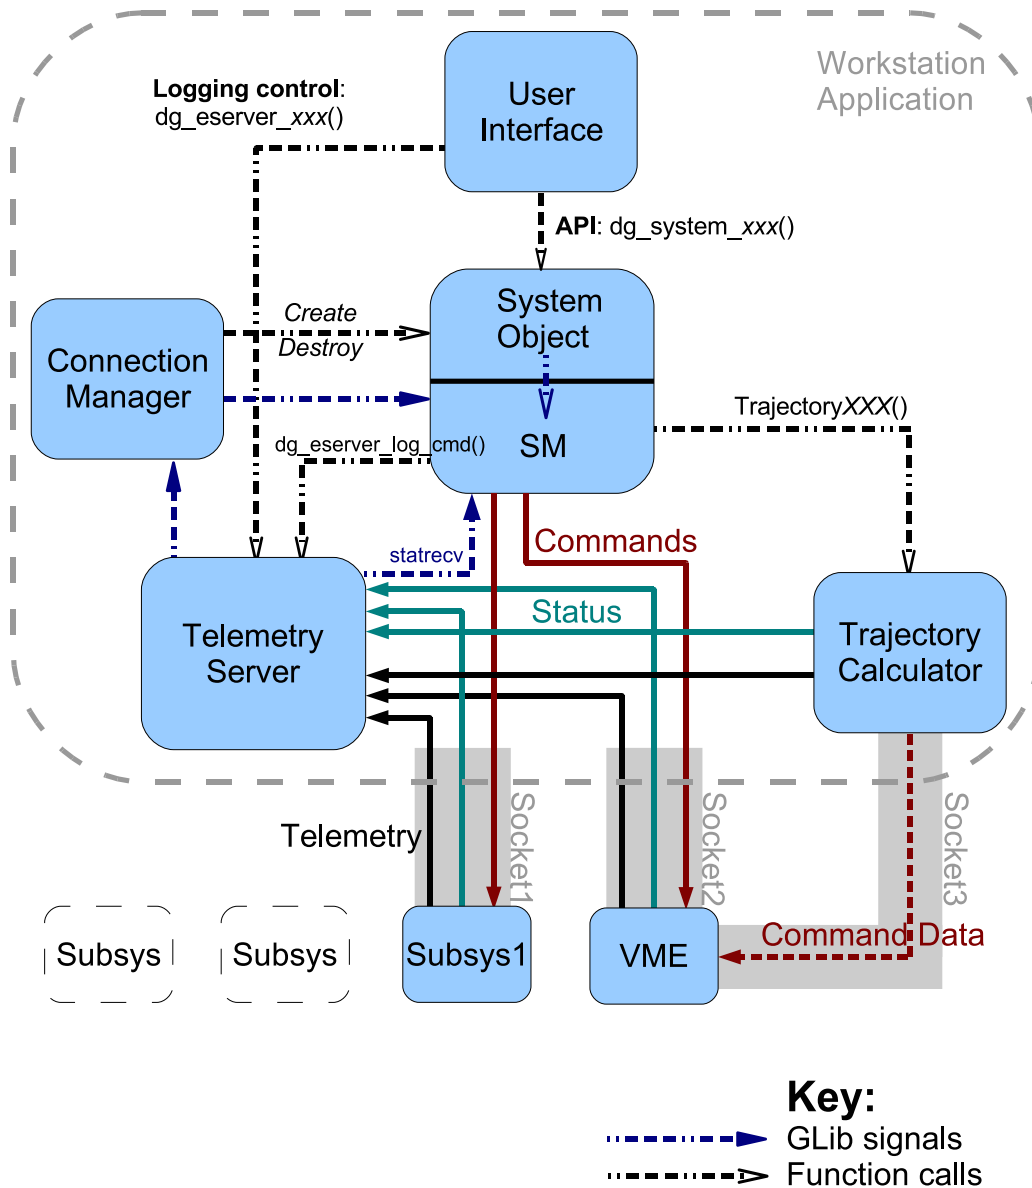 Workstation
Application
User
Interface
Logging control:
dg_eserver_xxx()
API: dg_system_xxx()
System
Object
Create
Destroy
Connection
Manager
TrajectoryXXX()
SM
dg_eserver_log_cmd()
Commands
statrecv
Status
Telemetry
Server
Trajectory
Calculator
Socket1
Socket2
Socket3
Telemetry
Command Data
Subsys
Subsys
Subsys1
VME
Key:
GLib signals
Function calls